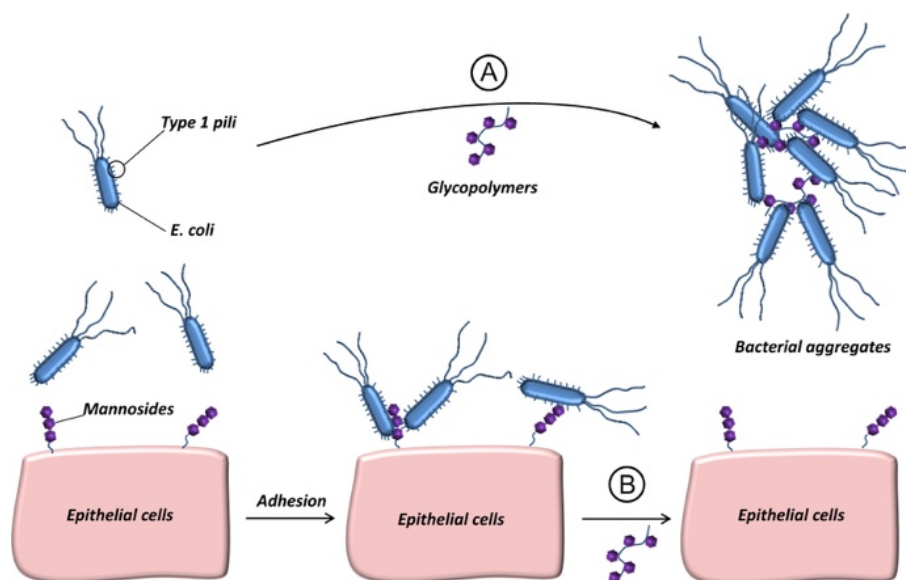 A
Type 1 pili
Glycopolymers
E. coli
Bacterial aggregates
Mannosides
Epithelial cells
Adhesion
Epithelial cells
B
Epithelial cells